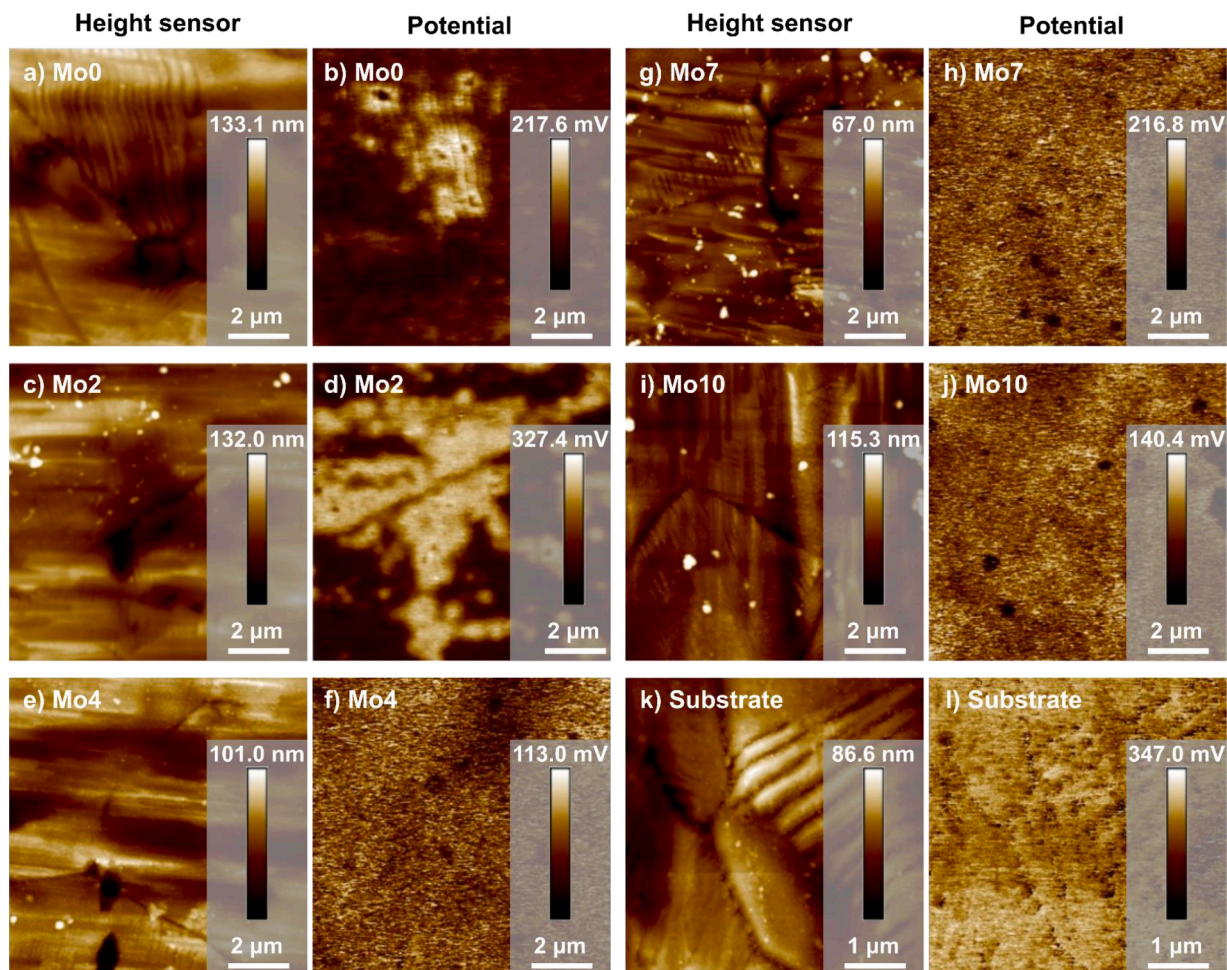 Height sensor
Potential
Height sensor
Potential
a) Mo0
133.1 nm
2 μm
b) Mo0
217.6 mV
2 μm
g) Mo7
67.0 nm
2 μm
h) Mo7
216.8 mV
2 μm
c) Mo2
132.0 nm
2 μm
d) Mo2
327.4 mV
2 μm
i) Mo10
115.3 nm
2 μm
j) Mo10
140.4 mV
2 μm
e) Mo4
101.0 nm
2 μm
f) Mo4
113.0 mV
2 μm
k) Substrate
86.6 nm
1 μm
l) Substrate
347.0 mV
1 μm